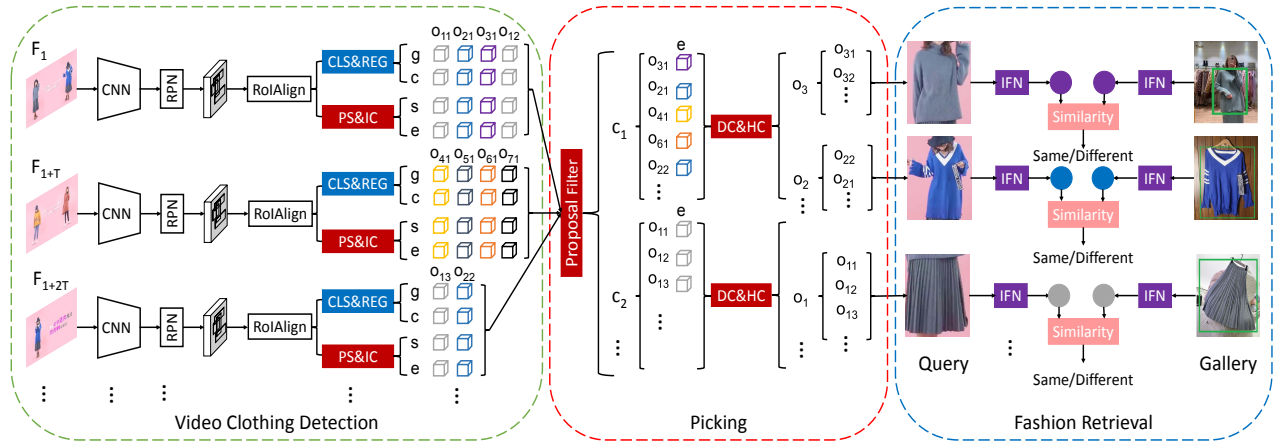 F1
CNN
RPN
RoIAlign
CLS&REG
PS&IC
g
c
s
e
O11 O21 O31 O12
F1+T
CNN
RPN
RoIAlign
CLS&REG
PS&IC
g
c
s
e
O41 O51 O61 O71
F1+2T
CNN
RPN
RoIAlign
CLS&REG
PS&IC
g
c
s
e
O13 O22
Video Clothing Detection
Proposal Filter
c1
e
O31
O21
O41
O61
O22
DC&HC
O3
O31
O32
O2
O22
O21
c2
e
O11
O12
O13
DC&HC
O1
O11
O12
O13
Picking
IFN
IFN
Similarity
Same/Different
IFN
IFN
Similarity
Same/Different
IFN
IFN
Similarity
Same/Different
Query
Gallery
Fashion Retrieval